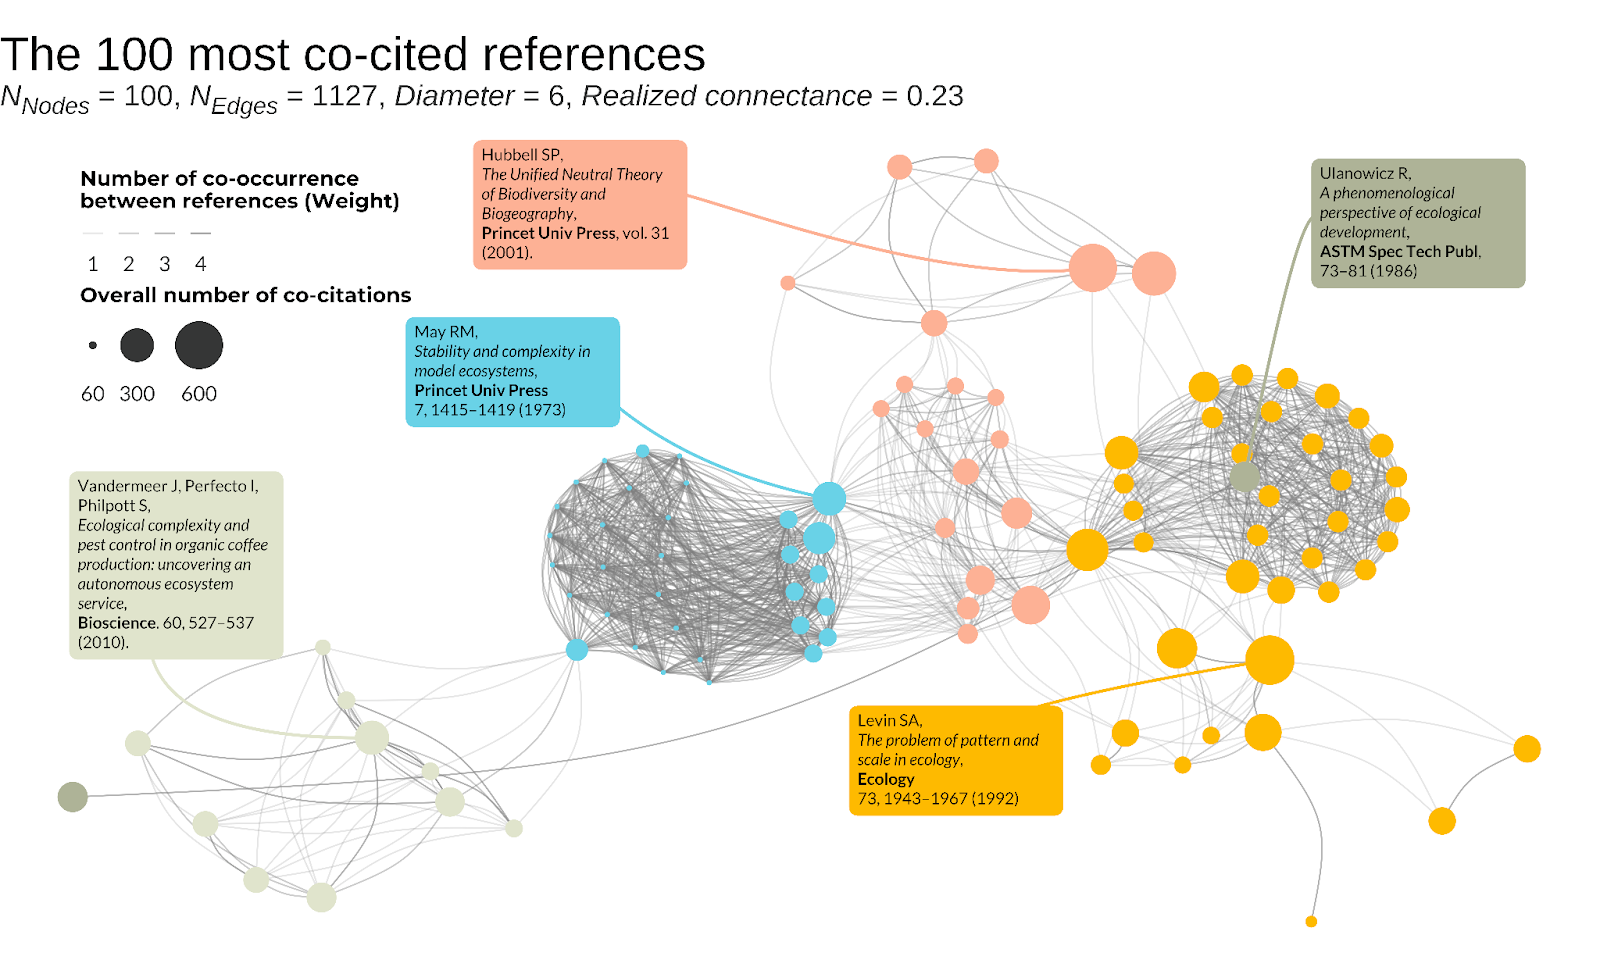 The 100 most co-cited references
N_Nodes = 100, N_Edges = 1127, Diameter = 6, Realized connectance = 0.23
Number of co-occurrence
between references (Weight)
1 2 3 4
Overall number of co-citations
60 300 600
Hubbell SP,
The Unified Neutral Theory
of Biodiversity and
Biogeography,
Princet Univ Press, vol. 31
(2001).
Ulanowicz R,
A phenomenological
perspective of ecological
development,
ASTM Spec Tech Publ,
73–81 (1986)
May RM,
Stability and complexity in
model ecosystems,
Princet Univ Press
7, 1415–1419 (1973)
Vandermeer J, Perfecto I,
Philpott S,
Ecological complexity and
pest control in organic coffee
production: uncovering an
autonomous ecosystem
service,
Bioscience. 60, 527–537
(2010).
Levin SA,
The problem of pattern and
scale in ecology,
Ecology
73, 1943–1967 (1992)